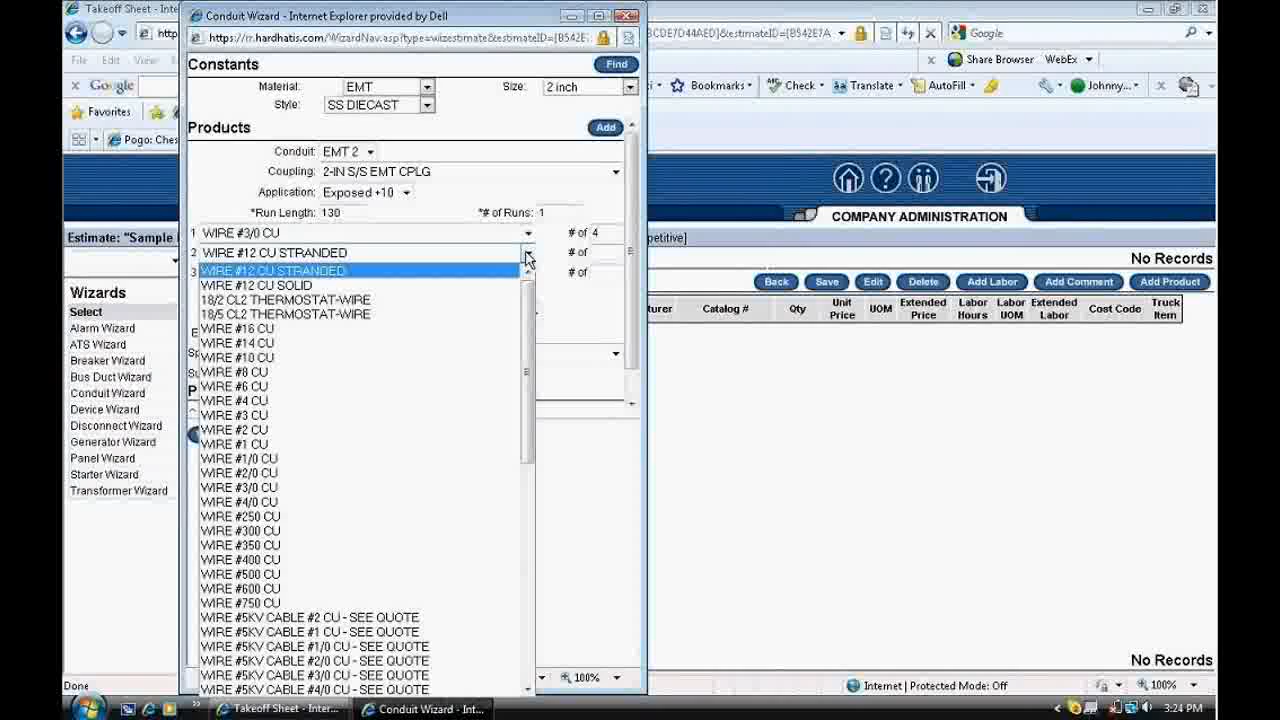 Takeoff Sheet - Internet
Conduit Wizard - Internet Explorer provided by Dell
https://rr.hardhatis.com/WizardNav.asp?type=wizestimate&estimateID={B542E7
http
BCDE7D44AED}&estimateID={B542E7A
Google
File Edit View
Share Browser WebEx
Google
Bookmarks
Check
Translate
AutoFill
Johnny...
Favorites
Pogo: Ches
Constants
Find
Material: EMT
Size: 2 inch
Style: SS DIECAST
Products
Add
Conduit: EMT 2
Coupling: 2-IN S/S EMT CPLG
Application: Exposed +10
*Run Length: 130
*# of Runs: 1
1 WIRE #3/0 CU # of 4
2 WIRE #12 CU STRANDED # of
3 # of
WIRE #12 CU STRANDED
WIRE #12 CU SOLID
18/2 CL2 THERMOSTAT-WIRE
18/5 CL2 THERMOSTAT-WIRE
WIRE #16 CU
WIRE #14 CU
WIRE #10 CU
WIRE #8 CU
WIRE #6 CU
WIRE #4 CU
WIRE #3 CU
WIRE #2 CU
WIRE #1 CU
WIRE #1/0 CU
WIRE #2/0 CU
WIRE #3/0 CU
WIRE #4/0 CU
WIRE #250 CU
WIRE #300 CU
WIRE #350 CU
WIRE #400 CU
WIRE #500 CU
WIRE #600 CU
WIRE #750 CU
WIRE #5KV CABLE #2 CU - SEE QUOTE
WIRE #5KV CABLE #1 CU - SEE QUOTE
WIRE #5KV CABLE #1/0 CU - SEE QUOTE
WIRE #5KV CABLE #2/0 CU - SEE QUOTE
WIRE #5KV CABLE #3/0 CU - SEE QUOTE
WIRE #5KV CABLE #4/0 CU - SEE QUOTE
COMPANY ADMINISTRATION
Estimate: "Sample
petitive]
No Records
Wizards
Select
Alarm Wizard
ATS Wizard
Breaker Wizard
Bus Duct Wizard
Conduit Wizard
Device Wizard
Disconnect Wizard
Generator Wizard
Panel Wizard
Starter Wizard
Transformer Wizard
Back Save Edit Delete Add Labor Add Comment Add Product
turer Catalog # Qty Unit Price UOM Extended Price Labor Hours Labor UOM Extended Labor Cost Code Truck Item
No Records
Done
100%
Internet | Protected Mode: Off
100%
Takeoff Sheet - Inter...
Conduit Wizard - Int...
3:24 PM